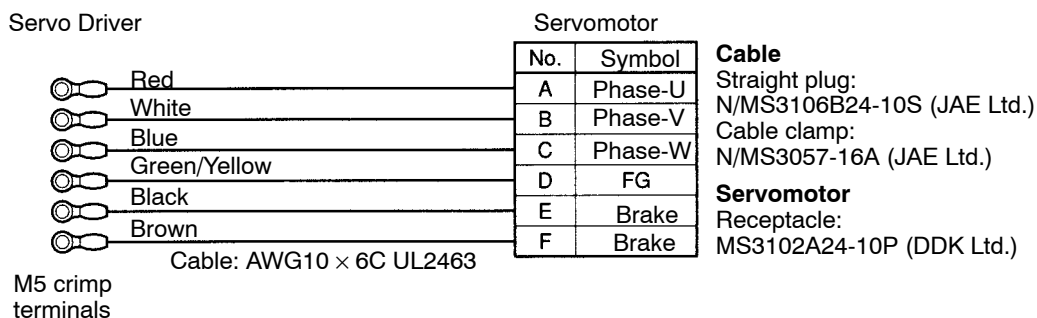 Servo Driver
Servomotor
No. Symbol
Red
A Phase-U
White
B Phase-V
Blue
C Phase-W
Green/Yellow
D FG
Black
E Brake
Brown
F Brake
Cable: AWG10 × 6C UL2463
M5 crimp
terminals
Cable
Straight plug:
N/MS3106B24-10S (JAE Ltd.)
Cable clamp:
N/MS3057-16A (JAE Ltd.)
Servomotor
Receptacle:
MS3102A24-10P (DDK Ltd.)